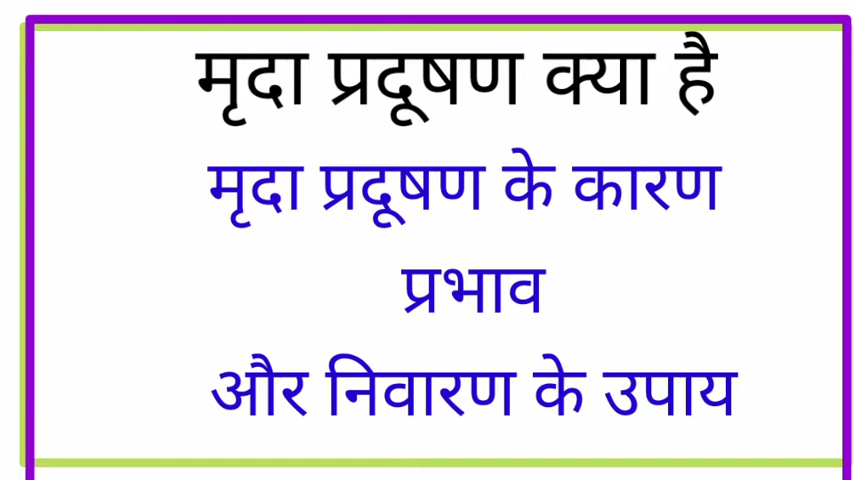 मृदा प्रदूषण क्या है
मृदा प्रदूषण के कारण
प्रभाव
और निवारण के उपाय